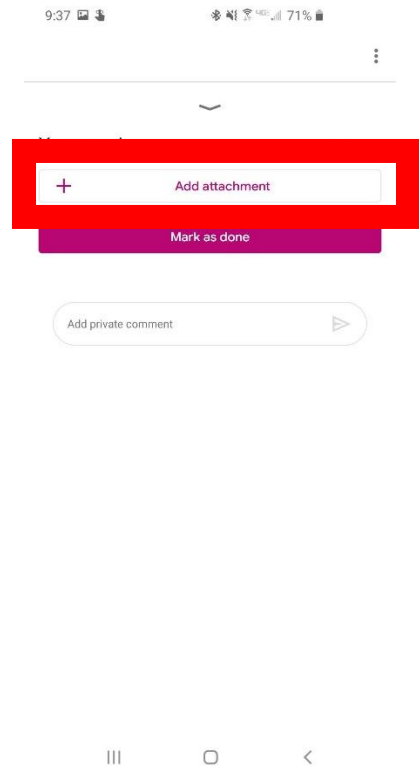 9:37 71%
+ Add attachment
Mark as done
Add private comment